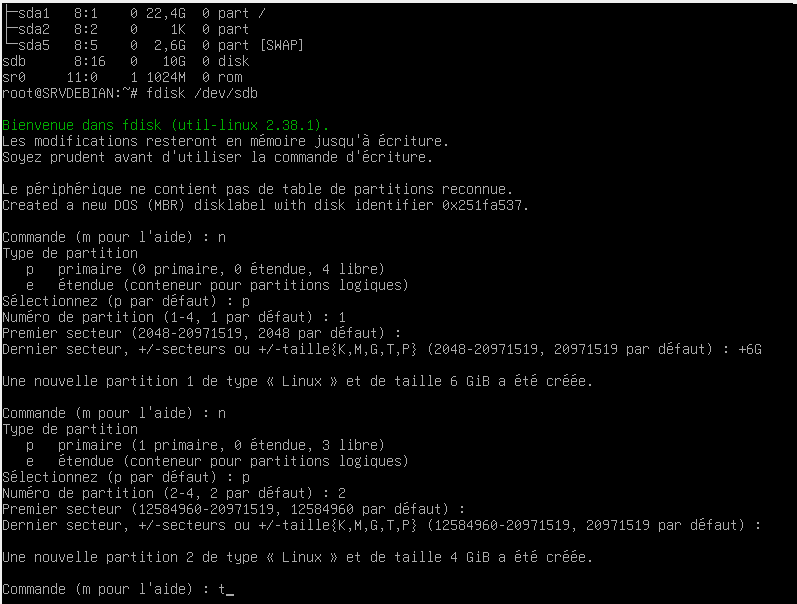 ├─sda1   8:1    0 22,4G  0 part /
├─sda2   8:2    0    1K  0 part
└─sda5   8:5    0  2,6G  0 part [SWAP]
sdb      8:16   0   10G  0 disk
sr0     11:0    1 1024M  0 rom
root@SRVDEBIAN:~# fdisk /dev/sdb

Bienvenue dans fdisk (util-linux 2.38.1).
Les modifications resteront en mémoire jusqu'à écriture.
Soyez prudent avant d'utiliser la commande d'écriture.

Le périphérique ne contient pas de table de partitions reconnue.
Created a new DOS (MBR) disklabel with disk identifier 0x251fa537.

Commande (m pour l'aide) : n
Type de partition
   p   primaire (0 primaire, 0 étendue, 4 libre)
   e   étendue (conteneur pour partitions logiques)
Sélectionnez (p par défaut) : p
Numéro de partition (1-4, 1 par défaut) : 1
Premier secteur (2048-20971519, 2048 par défaut) :
Dernier secteur, +/-secteurs ou +/-taille{K,M,G,T,P} (2048-20971519, 20971519 par défaut) : +6G

Une nouvelle partition 1 de type « Linux » et de taille 6 GiB a été créée.

Commande (m pour l'aide) : n
Type de partition
   p   primaire (1 primaire, 0 étendue, 3 libre)
   e   étendue (conteneur pour partitions logiques)
Sélectionnez (p par défaut) : p
Numéro de partition (2-4, 2 par défaut) : 2
Premier secteur (12584960-20971519, 12584960 par défaut) :
Dernier secteur, +/-secteurs ou +/-taille{K,M,G,T,P} (12584960-20971519, 20971519 par défaut) :

Une nouvelle partition 2 de type « Linux » et de taille 4 GiB a été créée.

Commande (m pour l'aide) : t_